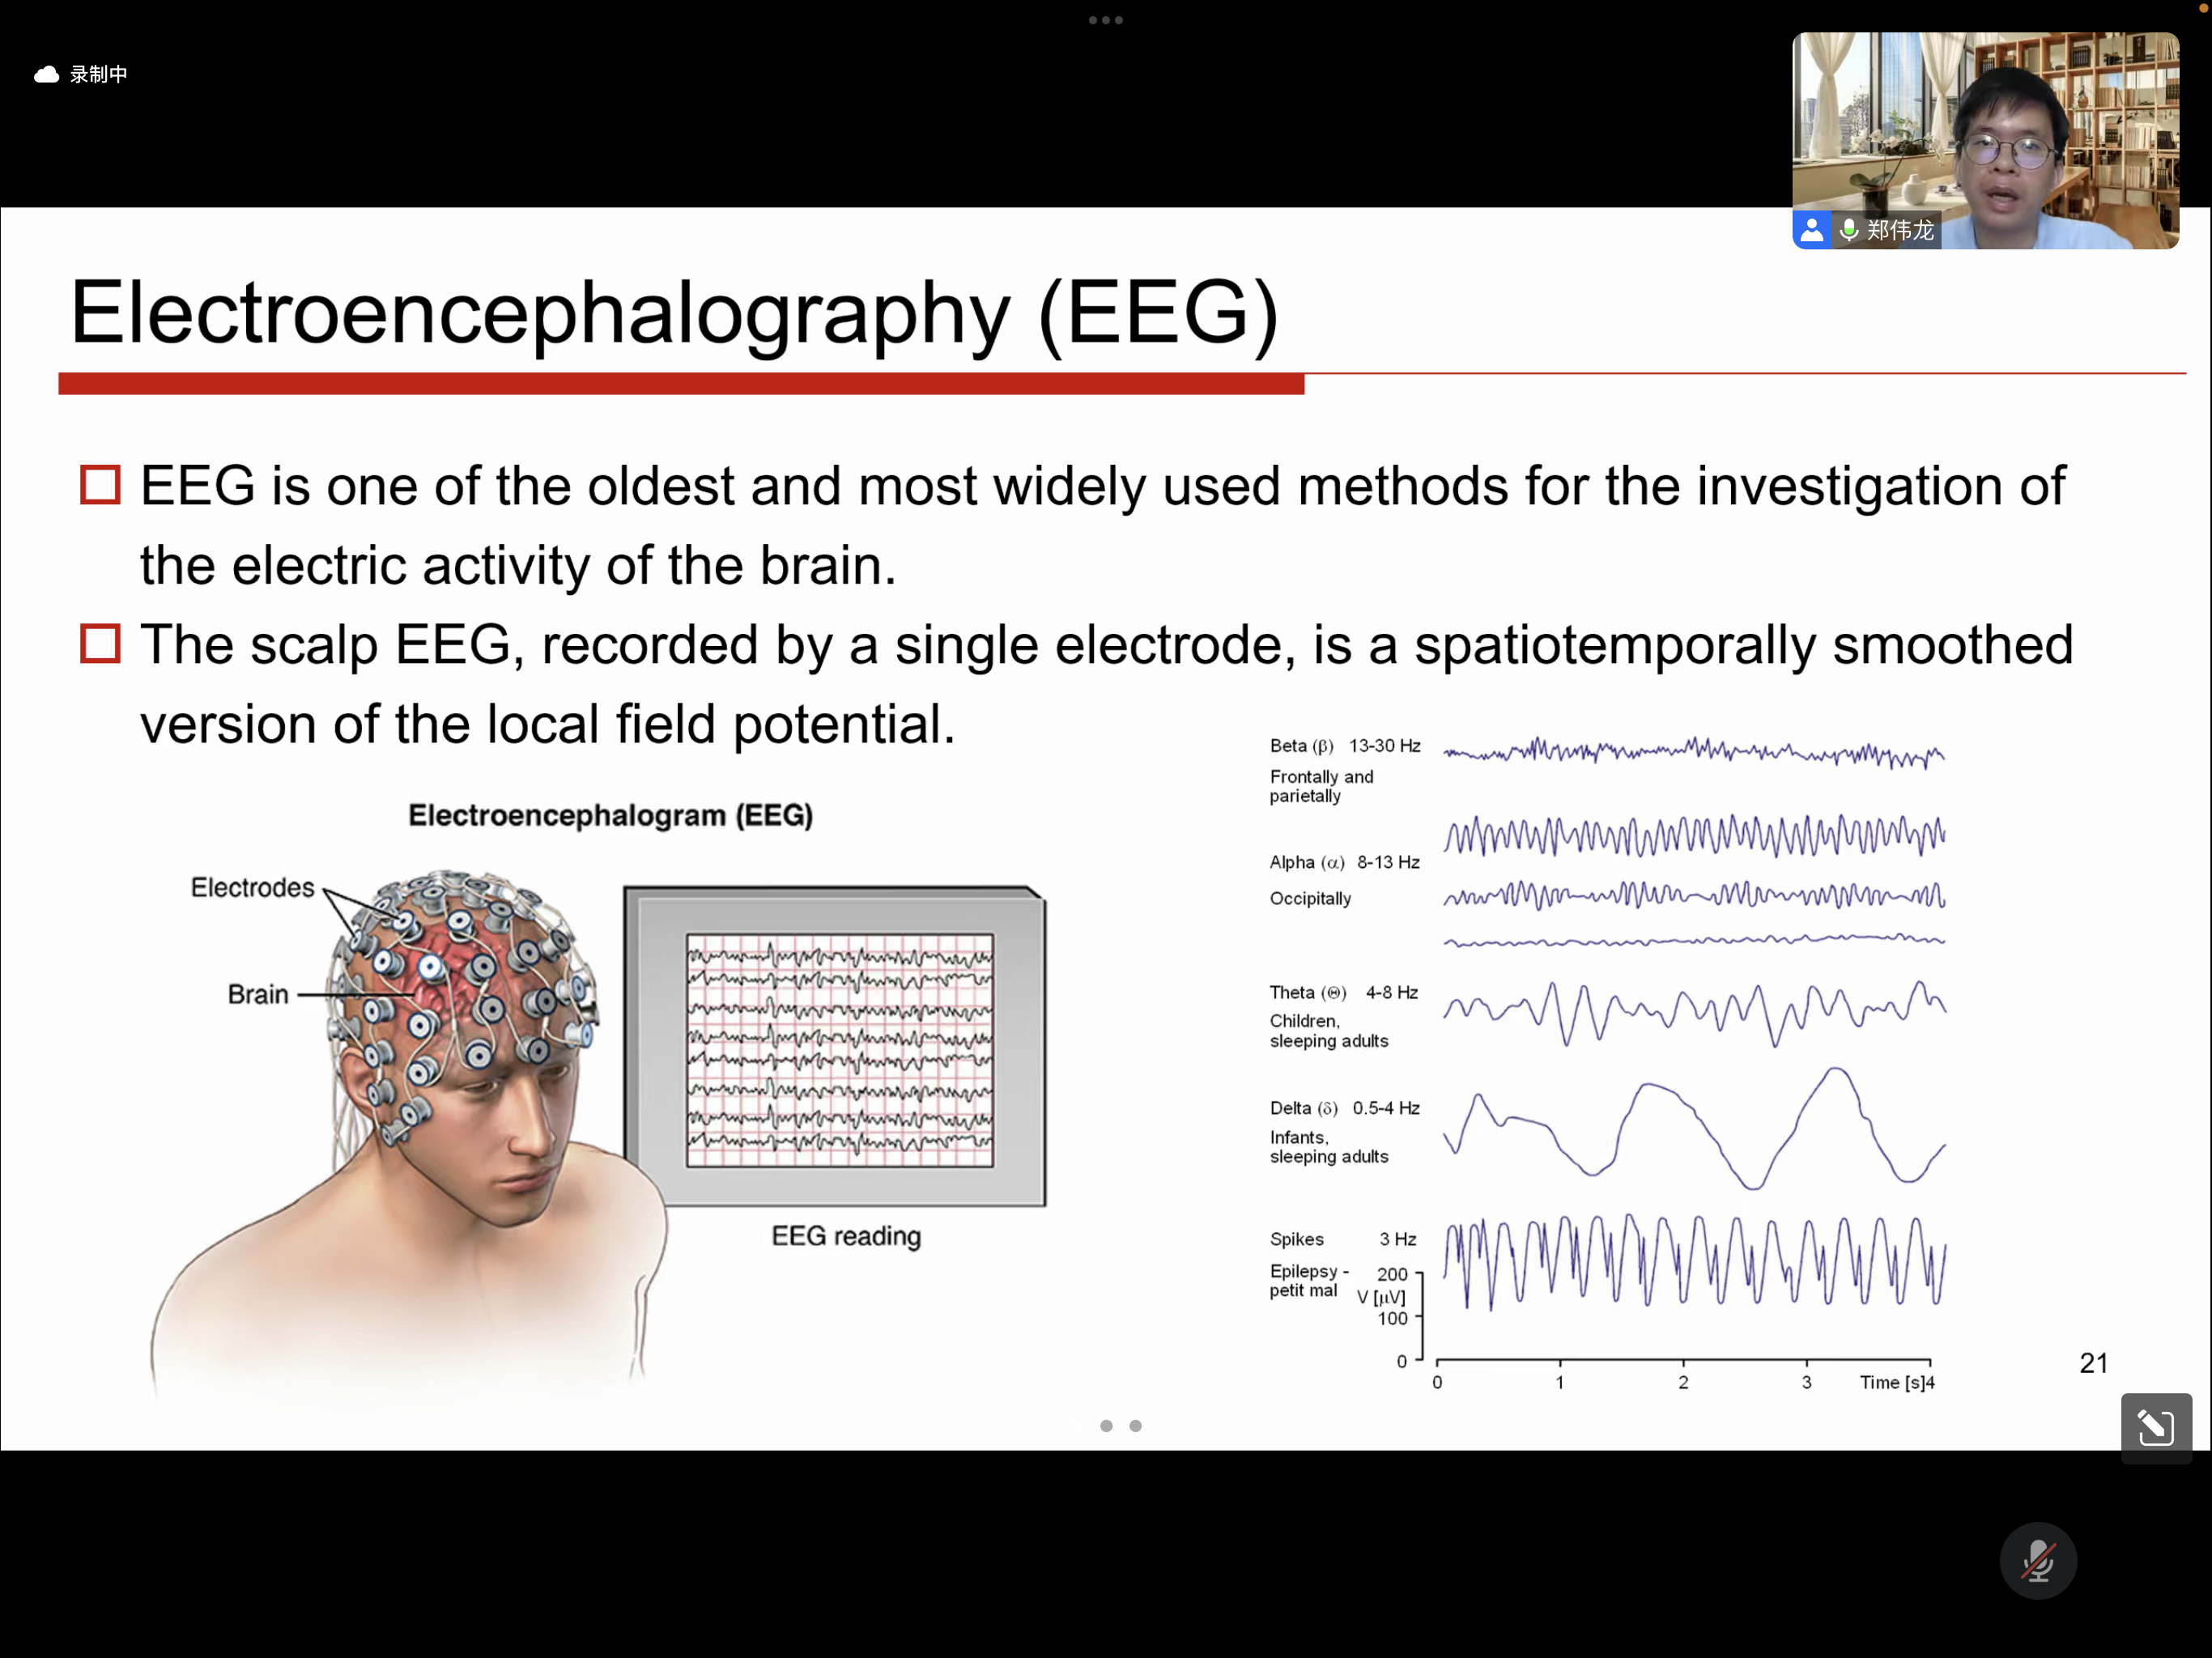 录制中
郑伟龙
Electroencephalography (EEG)
EEG is one of the oldest and most widely used methods for the investigation of
the electric activity of the brain.
The scalp EEG, recorded by a single electrode, is a spatiotemporally smoothed
version of the local field potential.
Electroencephalogram (EEG)
Electrodes
Brain
EEG reading
Beta (β) 13-30 Hz
Frontally and
parietally
Alpha (α) 8-13 Hz
Occipitally
Theta (Θ) 4-8 Hz
Children,
sleeping adults
Delta (δ) 0.5-4 Hz
Infants,
sleeping adults
Spikes 3 Hz
Epilepsy -
petit mal
200
V [μV]
100
0
0 1 2 3 Time [s]4
21